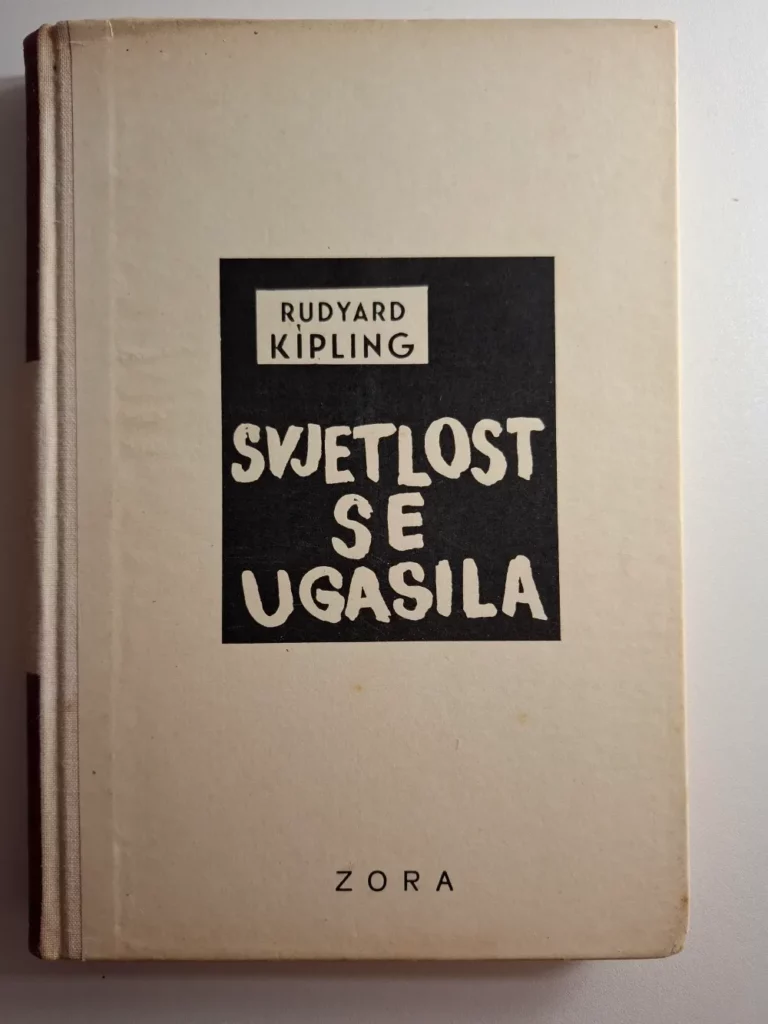 RUDYARD
KIPLING
SVJETLOST
SE
UGASILA
ZORA